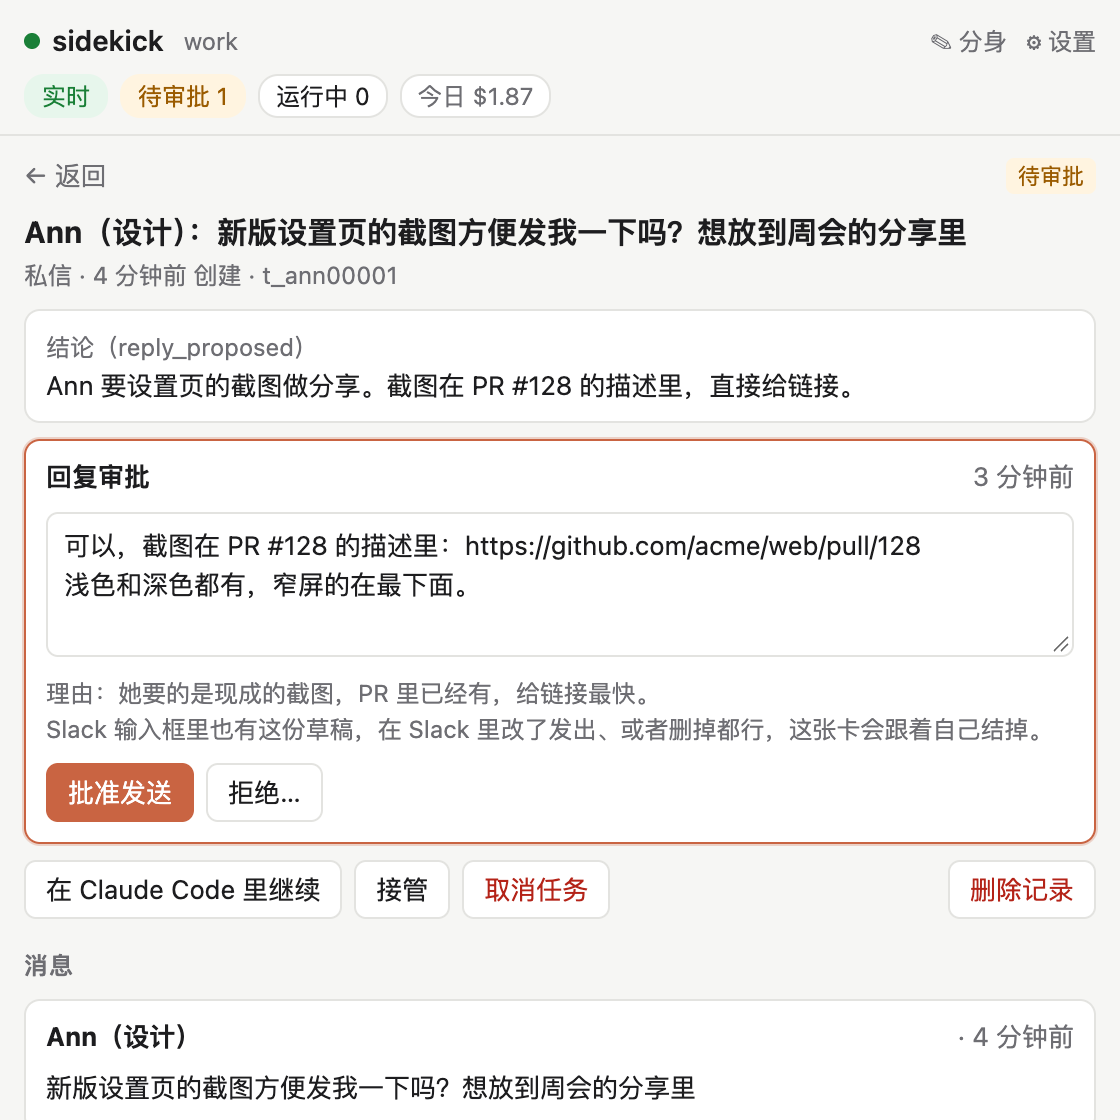 sidekick work ✎ 分身 ⚙ 设置
实时 待审批 1 运行中 0 今日 $1.87
← 返回 待审批
Ann（设计）：新版设置页的截图方便发我一下吗？想放到周会的分享里
私信 · 4 分钟前 创建 · t_ann00001
结论（reply_proposed）
Ann 要设置页的截图做分享。截图在 PR #128 的描述里，直接给链接。
回复审批 3 分钟前
可以，截图在 PR #128 的描述里：https://github.com/acme/web/pull/128
浅色和深色都有，窄屏的在最下面。
理由：她要的是现成的截图，PR 里已经有，给链接最快。
Slack 输入框里也有这份草稿，在 Slack 里改了发出、或者删掉都行，这张卡会跟着自己结掉。
批准发送 拒绝...
在 Claude Code 里继续 接管 取消任务 删除记录
消息
Ann（设计） · 4 分钟前
新版设置页的截图方便发我一下吗？想放到周会的分享里